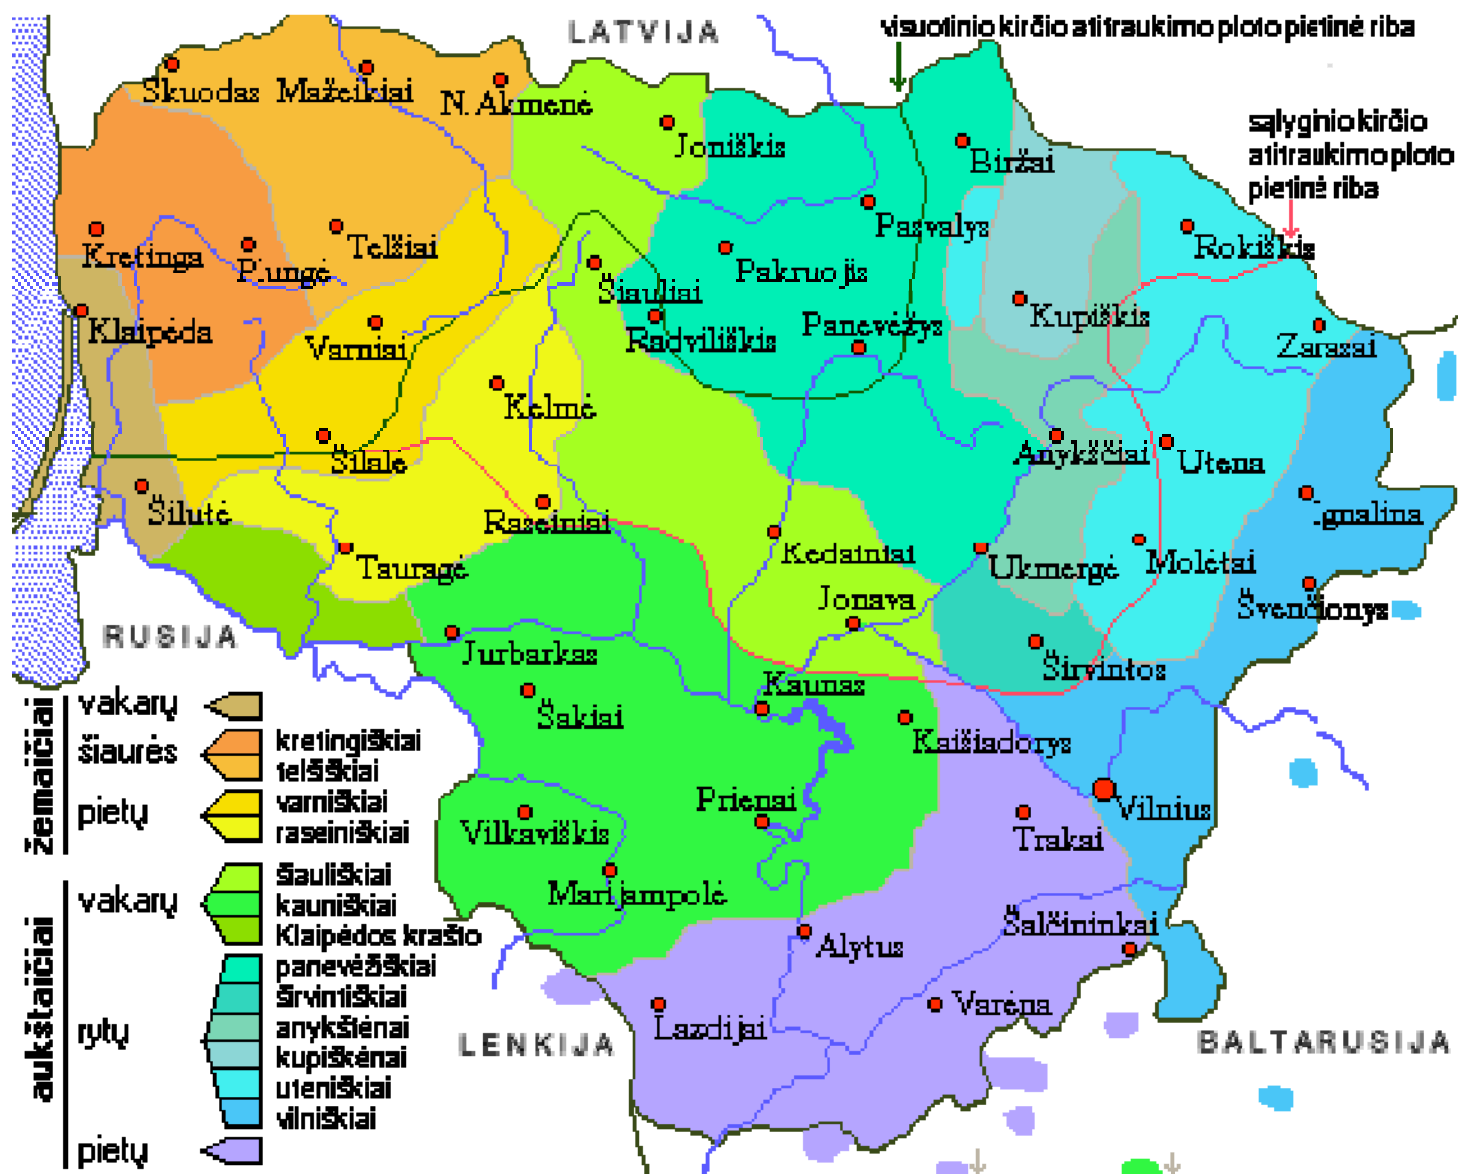 LATVIJA
visuotinio kirčio atitraukimo ploto pietinė riba
sąlyginio kirčio
atitraukimo ploto
pietinė riba
Skuodas
Mažeikiai
N. Akmenė
Joniškis
Biržai
Kretinga
Plungė
Telšiai
Pasvalys
Rokiškis
Šiauliai
Pakruojis
Klaipėda
Varniai
Radviliškis
Panevėžys
Kupiškis
Zarasai
Kelmė
Šilalė
Anykščiai
Utena
Šilutė
Raseiniai
Ignalina
Tauragė
Kėdainiai
Ukmergė
Molėtai
Jonava
Švenčionys
RUSIJA
Jurbarkas
Širvintos
Kaunas
Šakiai
Kaišiadorys
Prienai
Vilnius
Vilkaviškis
Trakai
Marijampolė
Šalčininkai
Alytus
Lazdijai
Varėna
LENKIJA
BALTARUSIJA
žemaičiai
vakarų
šiaurės
kretingiškiai
telšiškiai
pietų
varniškiai
raseiniškiai
aukštaičiai
vakarų
šiauliškiai
kauniškiai
Klaipėdos krašto
rytų
panevėžiškiai
širvintiškiai
anykštėnai
kupiškėnai
uteniškiai
vilniškiai
pietų